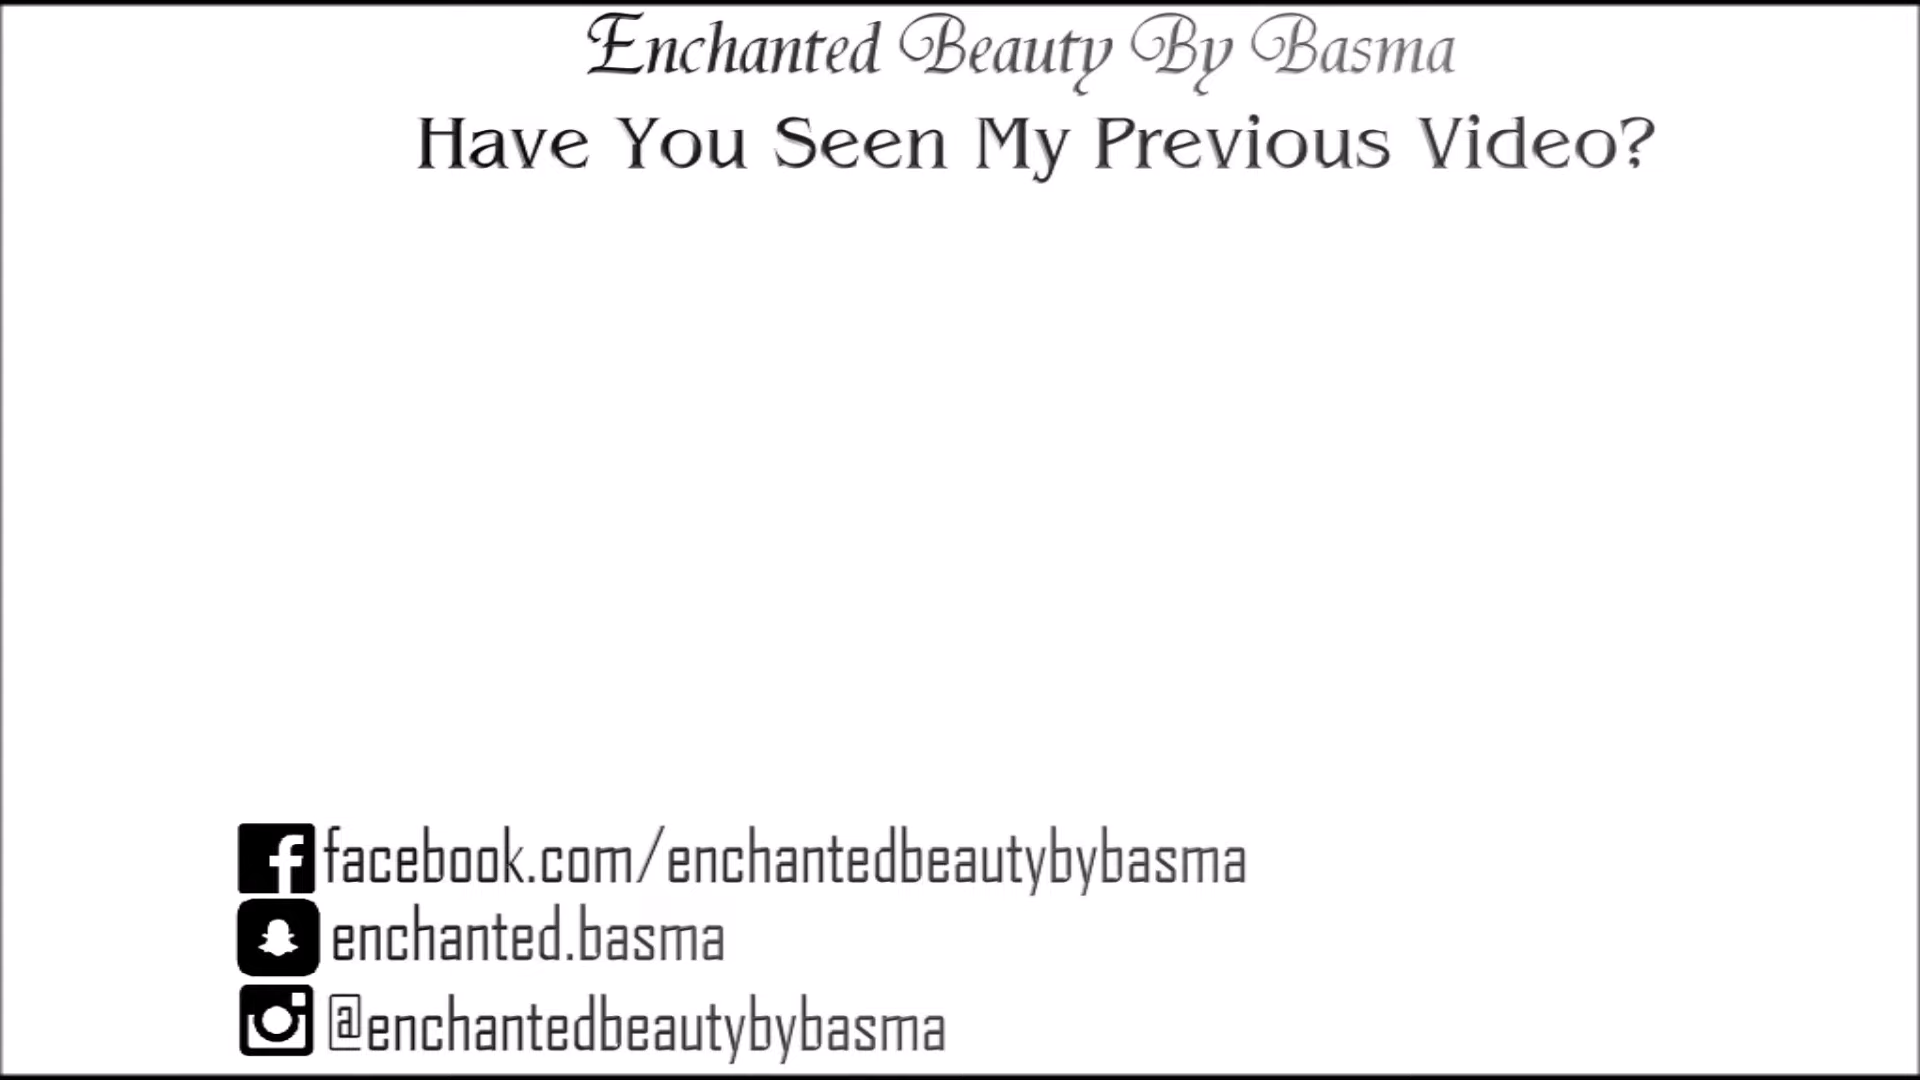 Enchanted Beauty By Basma
Have You Seen My Previous Video?
facebook.com/enchantedbeautybybasma
enchanted.basma
@enchantedbeautybybasma